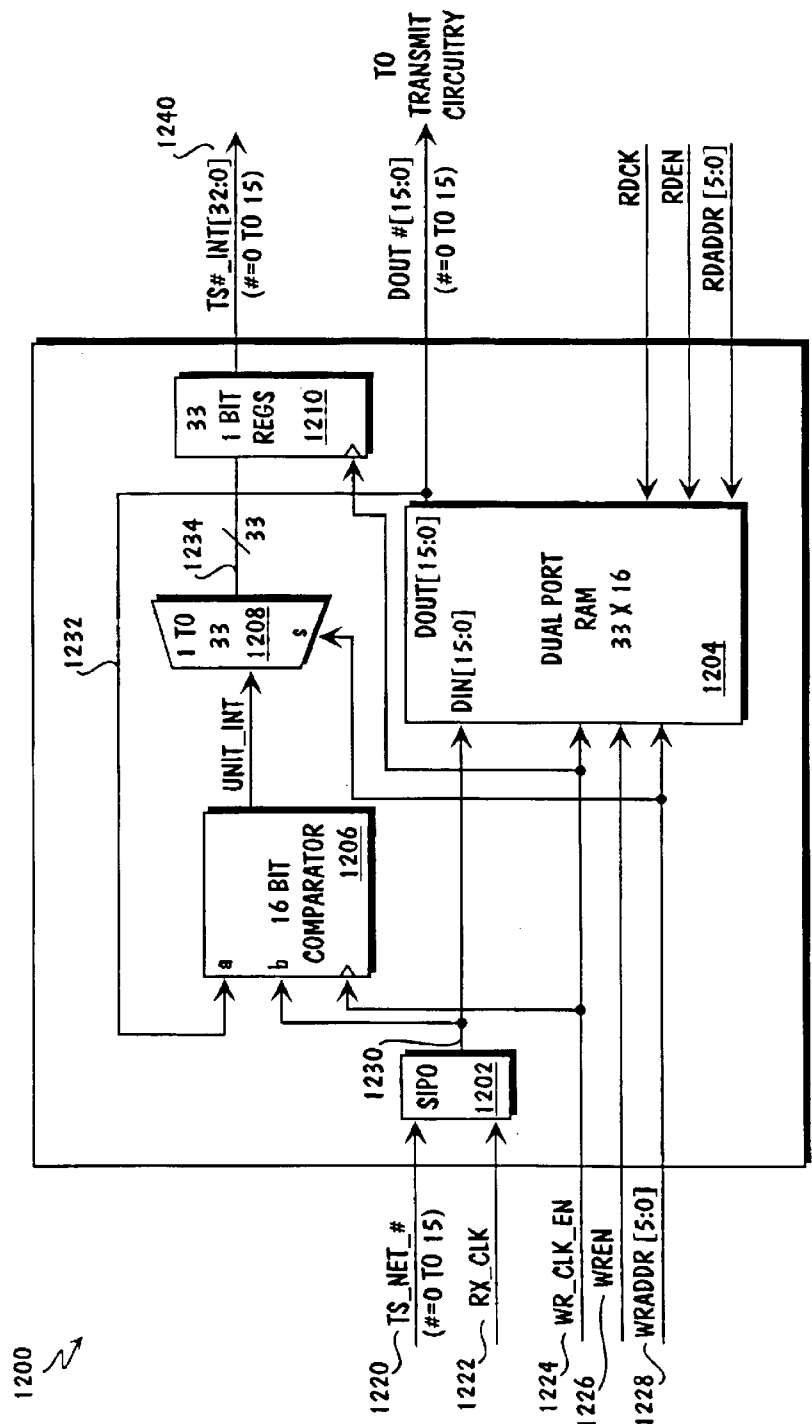 1200
1220
TS_NET_#
(#=0 TO 15)
1222
RX_CLK
1224
WR_CLK_EN
1226
WREN
1228
WRADDR [5:0]
SIPO
1202
1230
1232
a
b
16 BIT
COMPARATOR
1206
UNIT_INT
1 TO
33
1208
s
1234
33
33
1 BIT
REGS
1210
1240
TS#_INT[32:0]
(#=0 TO 15)
DOUT #[15:0]
(#=0 TO 15)
TO
TRANSMIT
CIRCUITRY
DOUT[15:0]
DIN[15:0]
DUAL PORT
RAM
33 X 16
1204
RDCK
RDEN
RDADDR [5:0]